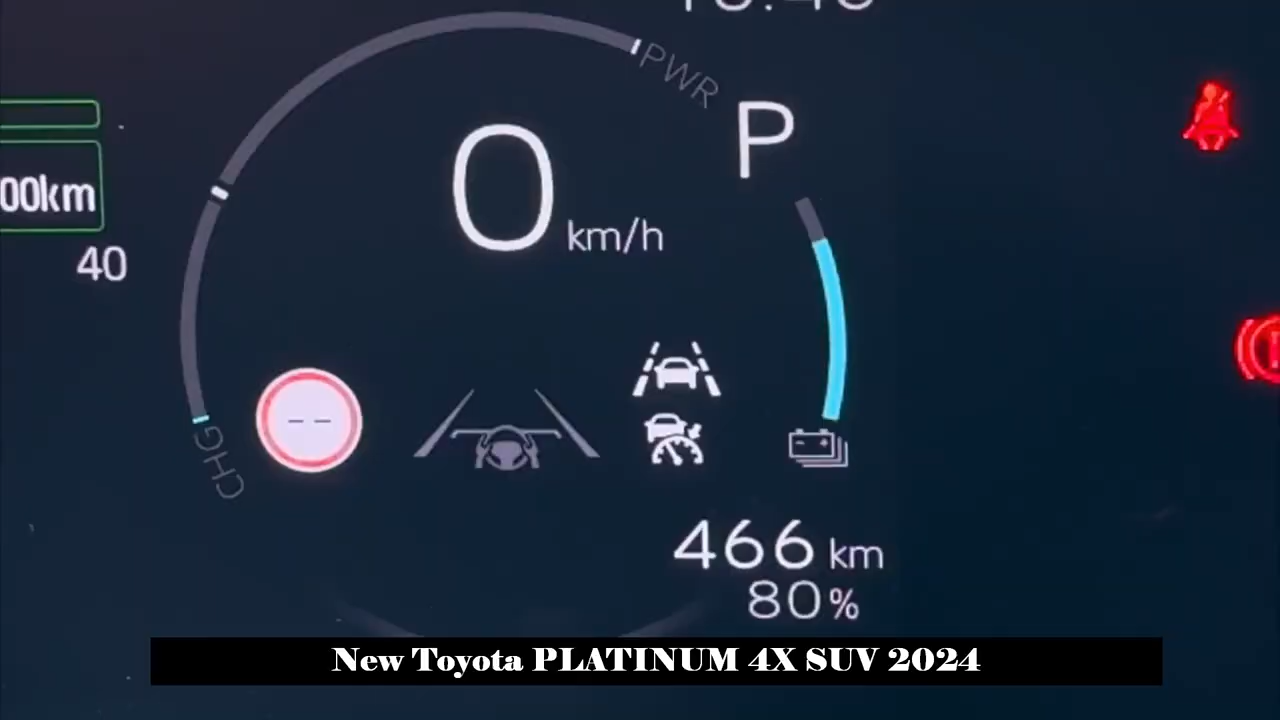 PWR
P
0 km/h
00km
40
-- --
CHG
466 km
80%
New Toyota PLATINUM 4X SUV 2024